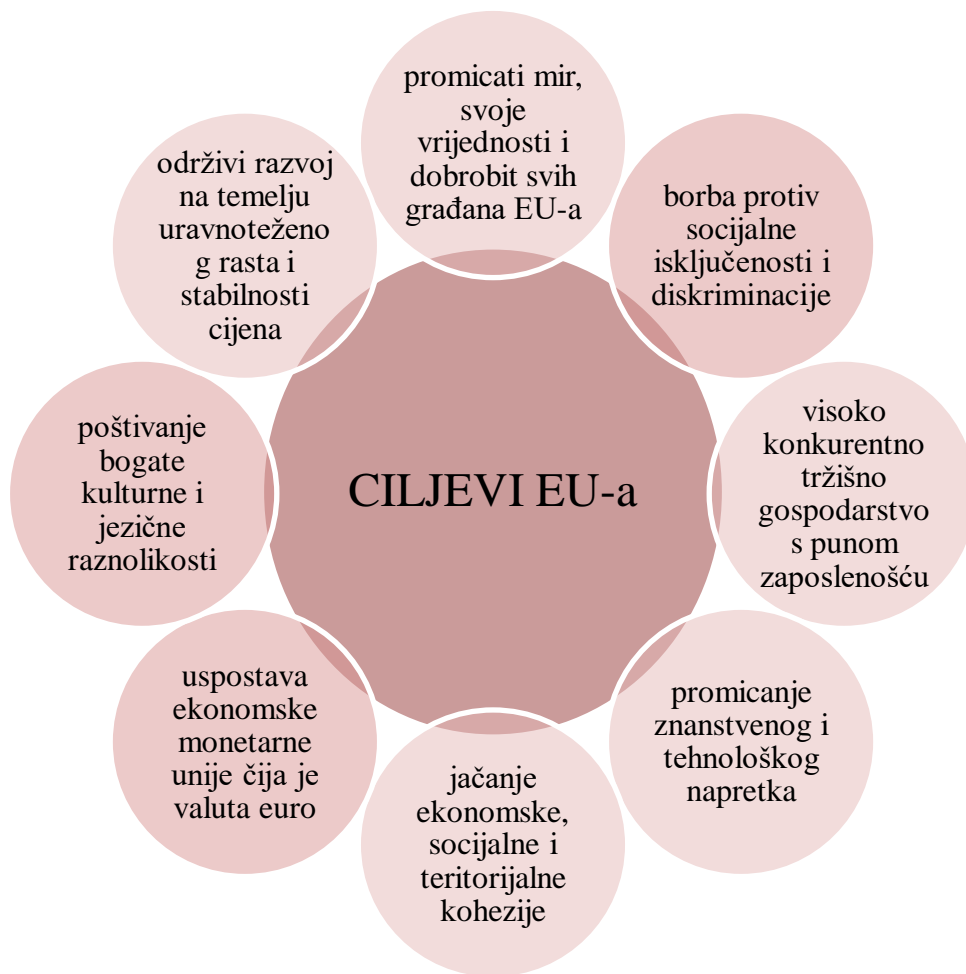 promicati mir,
svoje
vrijednosti i
dobrobit svih
građana EU-a
borba protiv
socijalne
isključenosti i
diskriminacije
visoko
konkurentno
tržišno
gospodarstvo
s punom
zaposlenošću
promicanje
znanstvenog i
tehnološkog
napretka
jačanje
ekonomske,
socijalne i
teritorijalne
kohezije
uspostava
ekonomske
monetarne
unije čija je
valuta euro
poštivanje
bogate
kulturne i
jezične
raznolikosti
održivi razvoj
na temelju
uravnoteženo
g rasta i
stabilnosti
cijena
CILJEVI EU-a